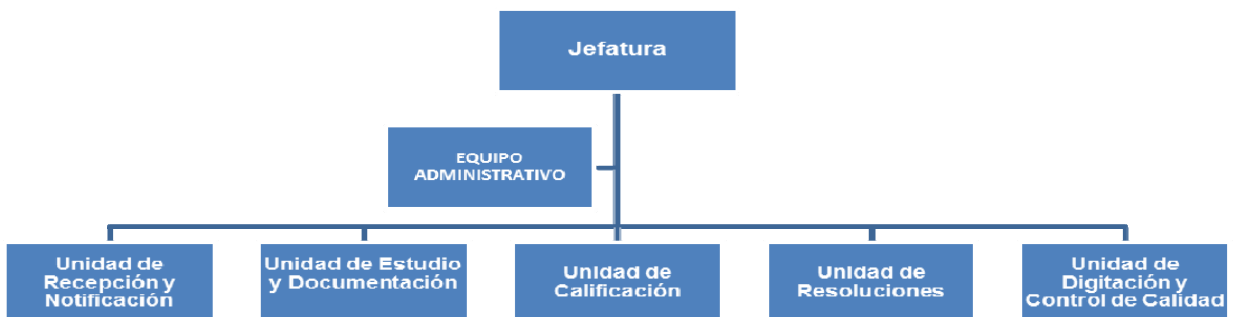 Jefatura
EQUIPO
ADMINISTRATIVO
Unidad de
Recepción y
Notificación
Unidad de Estudio
y Documentación
Unidad de
Calificación
Unidad de
Resoluciones
Unidad de
Digitación y
Control de Calidad